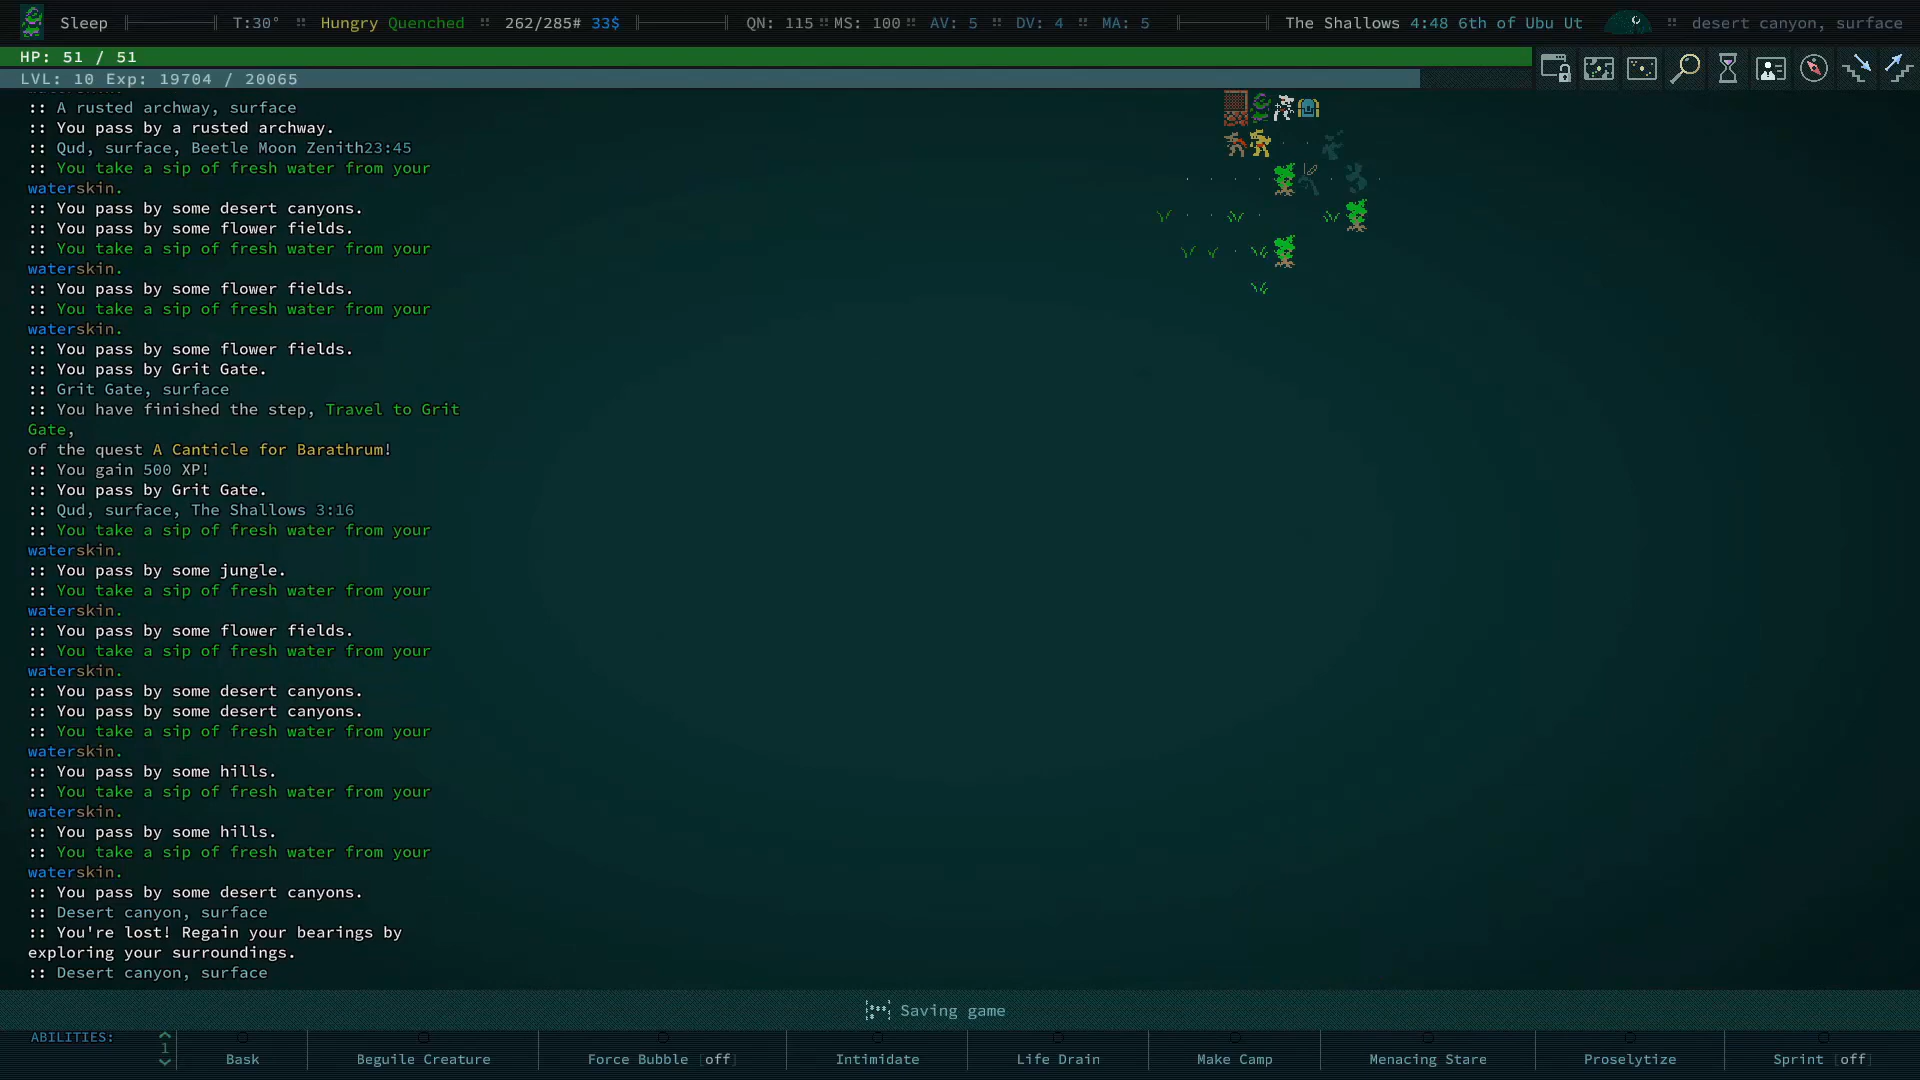 Sleep T:30° :: Hungry Quenched :: 262/285# 33$ QN: 115 :: MS: 100 :: AV: 5 :: DV: 4 :: MA: 5 The Shallows 4:48 6th of Ubu Ut :: desert canyon, surface
HP: 51 / 51
LVL: 10 Exp: 19704 / 20065
:: A rusted archway, surface
:: You pass by a rusted archway.
:: Qud, surface, Beetle Moon Zenith23:45
:: You take a sip of fresh water from your
waterskin.
:: You pass by some desert canyons.
:: You pass by some flower fields.
:: You take a sip of fresh water from your
waterskin.
:: You pass by some flower fields.
:: You take a sip of fresh water from your
waterskin.
:: You pass by some flower fields.
:: You pass by Grit Gate.
:: Grit Gate, surface
:: You have finished the step, Travel to Grit
Gate,
of the quest A Canticle for Barathrum!
:: You gain 500 XP!
:: You pass by Grit Gate.
:: Qud, surface, The Shallows 3:16
:: You take a sip of fresh water from your
waterskin.
:: You pass by some jungle.
:: You take a sip of fresh water from your
waterskin.
:: You pass by some flower fields.
:: You take a sip of fresh water from your
waterskin.
:: You pass by some desert canyons.
:: You pass by some desert canyons.
:: You take a sip of fresh water from your
waterskin.
:: You pass by some hills.
:: You take a sip of fresh water from your
waterskin.
:: You pass by some hills.
:: You take a sip of fresh water from your
waterskin.
:: You pass by some desert canyons.
:: Desert canyon, surface
:: You're lost! Regain your bearings by
exploring your surroundings.
:: Desert canyon, surface
Saving game
ABILITIES:
1
Bask Beguile Creature Force Bubble [off] Intimidate Life Drain Make Camp Menacing Stare Proselytize Sprint [off]